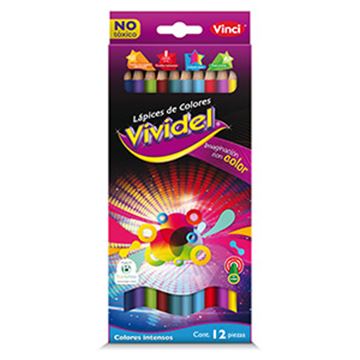 NO
tóxico
Vinci
Lápices de Colores
Vividel
Imaginación
con color
Colores intensos
Cont. 12 piezas